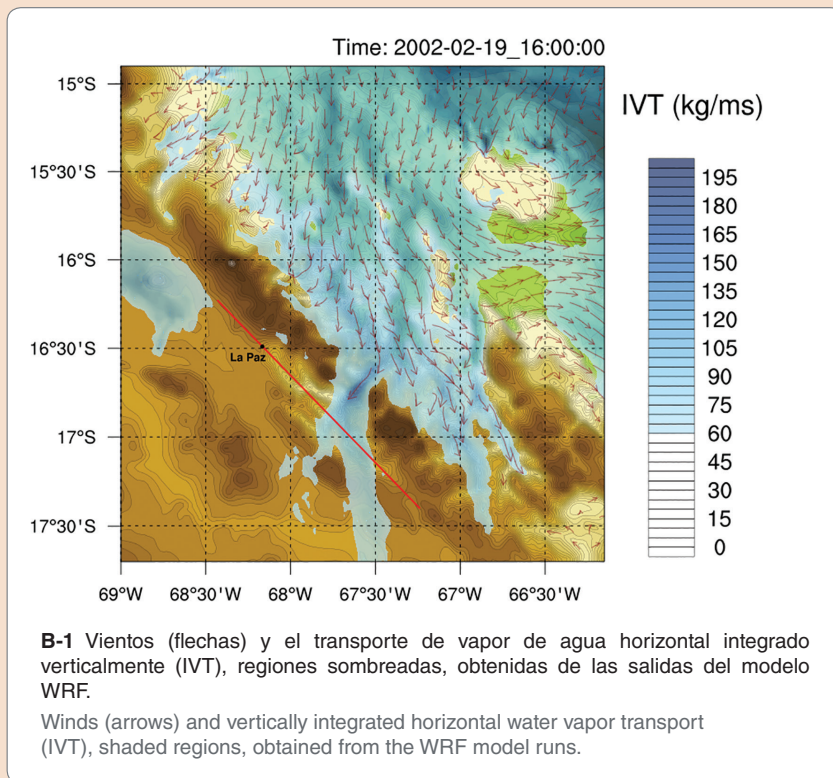 Time: 2002-02-19_16:00:00
IVT (kg/ms)
15°S
15°30'S
16°S
16°30'S
17°S
17°30'S
La Paz
69°W 68°30'W 68°W 67°30'W 67°W 66°30'W
195
180
165
150
135
120
105
90
75
60
45
30
15
0
B-1 Vientos (flechas) y el transporte de vapor de agua horizontal integrado
verticalmente (IVT), regiones sombreadas, obtenidas de las salidas del modelo
WRF.
Winds (arrows) and vertically integrated horizontal water vapor transport
(IVT), shaded regions, obtained from the WRF model runs.